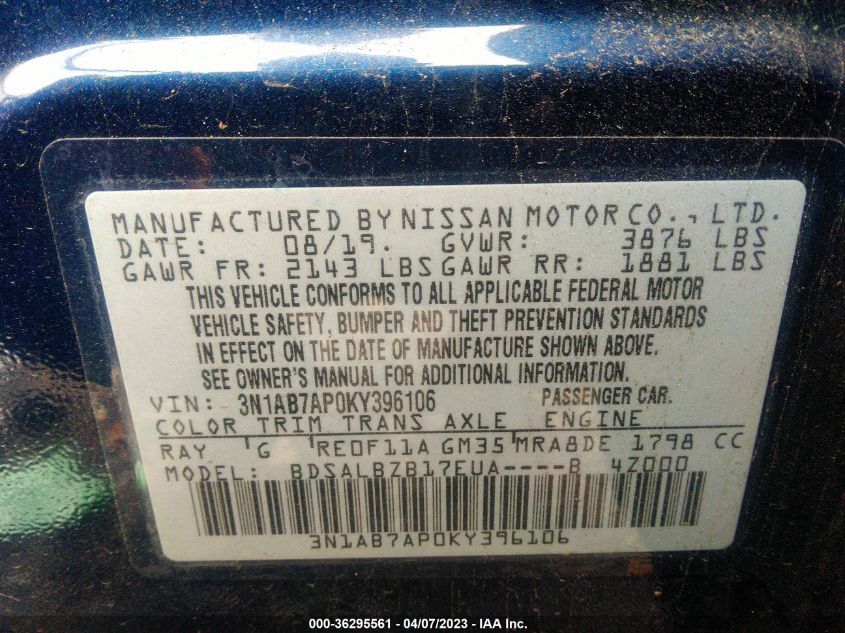 MANUFACTURED BY NISSAN MOTOR CO., LTD.
DATE: 08/19. GVWR: 3876 LBS
GAWR FR: 2143 LBS GAWR RR: 1881 LBS
THIS VEHICLE CONFORMS TO ALL APPLICABLE FEDERAL MOTOR
VEHICLE SAFETY, BUMPER AND THEFT PREVENTION STANDARDS
IN EFFECT ON THE DATE OF MANUFACTURE SHOWN ABOVE.
SEE OWNER'S MANUAL FOR ADDITIONAL INFORMATION.
VIN: 3N1AB7AP0KY396106 PASSENGER CAR.
COLOR TRIM TRANS AXLE ENGINE
RAY G RE0F11A GM35 MRA8DE 1798 CC
MODEL: BDSALBZB17EUA----B 4Z000
3N1AB7AP0KY396106
000-36295561 - 04/07/2023 - IAA Inc.